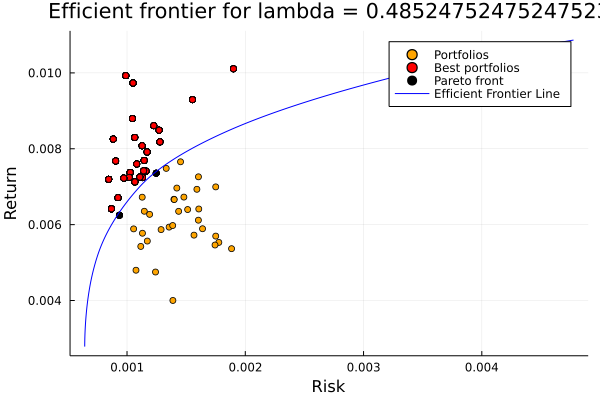 Efficient frontier for lambda = 0.4852475247524752
Portfolios
Best portfolios
Pareto front
Efficient Frontier Line
Return
0.010
0.008
0.006
0.004
0.001
0.002
0.003
0.004
Risk